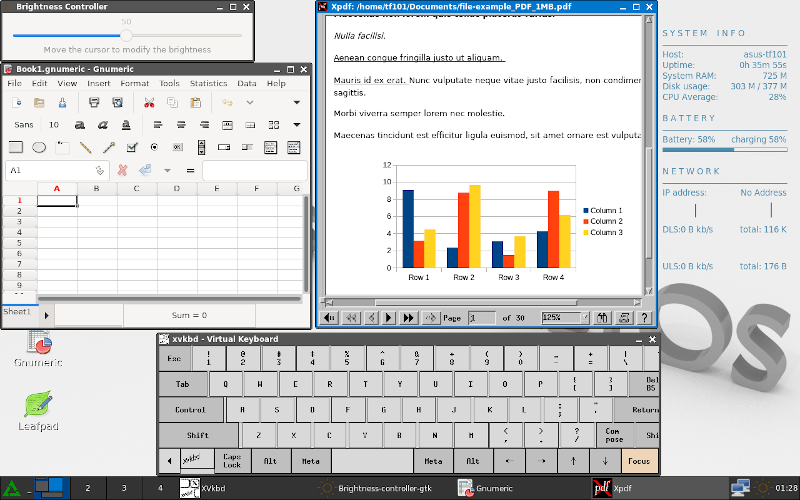 Brightness Controller
50
Move the cursor to modify the brightness
Book1.gnumeric - Gnumeric
File Edit View Insert Format Tools Statistics Data Help
Sans 10
A1
=
A B C D E F G
1
2
3
4
5
6
7
8
9
Sheet1
Sum = 0
Xpdf: /home/tf101/Documents/file-example_PDF_1MB.pdf
Nulla facilisi.
Aenean congue fringilla justo ut aliquam.
Mauris id ex erat. Nunc vulputate neque vitae justo facilisis, non condimen
sagittis.
Morbi viverra semper lorem nec molestie.
Maecenas tincidunt est efficitur ligula euismod, sit amet ornare est vulputa
12
10
8
6
4
2
0
Row 1 Row 2 Row 3 Row 4
Column 1
Column 2
Column 3
Page 1 of 30 125% ?
SYSTEM INFO
Host: asus-tf101
Uptime: 0h 35m 55s
System RAM: 725 M
Disk usage: 303 M / 377 M
CPU Average: 28%
BATTERY
Battery: 58% charging 58%
NETWORK
IP address: No Address
DLS:0 B kb/s total: 116 K
ULS:0 B kb/s total: 176 B
OS
Gnumeric
Leafpad
xvkbd - Virtual Keyboard
Esc ! 1 @ 2 # 3 $ 4 % 5 ^ 6 & 7 * 8 ( 9 ) 0 _ - + = | \
Tab Q W E R T Y U I O P { [ } ] Del BS
Control A S D F G H J K L : ; " ' Return
Shift Z X C V B N M < , > . ? / Com pose Shi
xvkbd Caps Lock Alt Meta Meta Alt ← → ↑ ↓ Focus
2 3 4 XVkbd Brightness-controller-gtk Gnumeric Xpdf 01:28